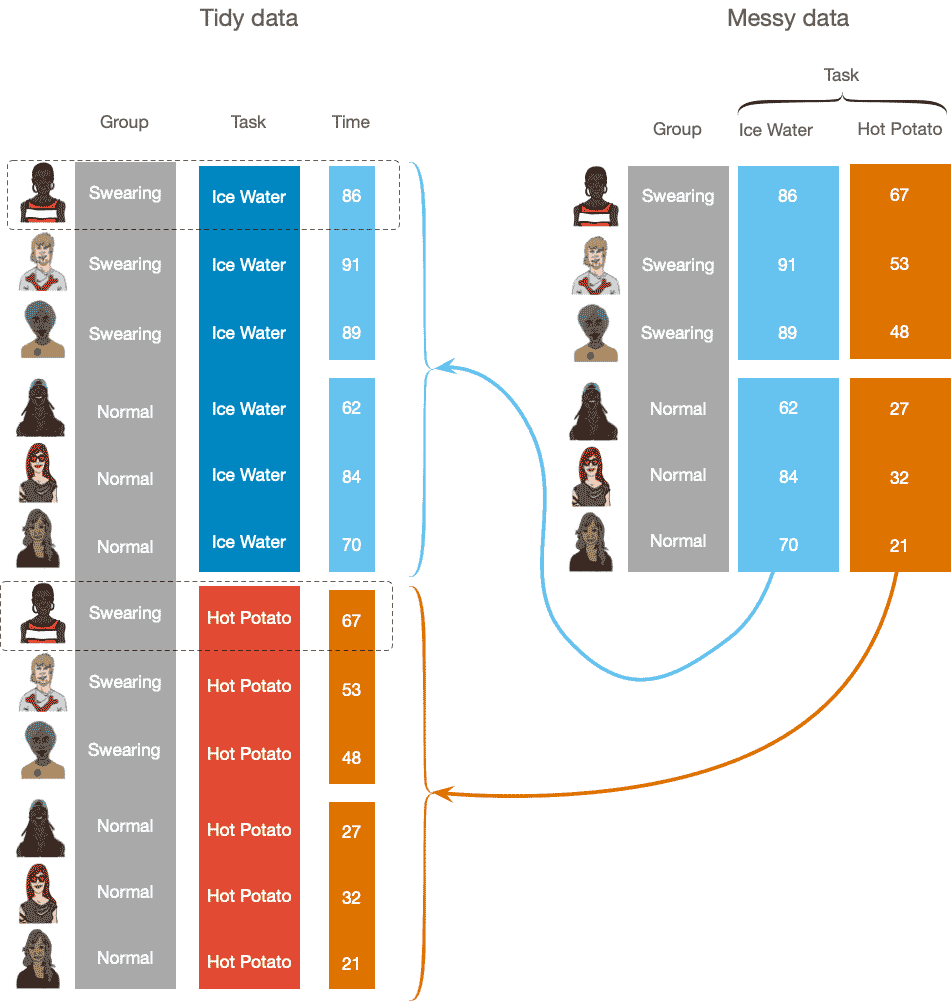 Tidy data
Messy data
Task
Group Task Time
Group Ice Water Hot Potato
Swearing Ice Water 86
Swearing Ice Water 91
Swearing Ice Water 89
Normal Ice Water 62
Normal Ice Water 84
Normal Ice Water 70
Swearing Hot Potato 67
Swearing Hot Potato 53
Swearing Hot Potato 48
Normal Hot Potato 27
Normal Hot Potato 32
Normal Hot Potato 21
Swearing 86 67
Swearing 91 53
Swearing 89 48
Normal 62 27
Normal 84 32
Normal 70 21